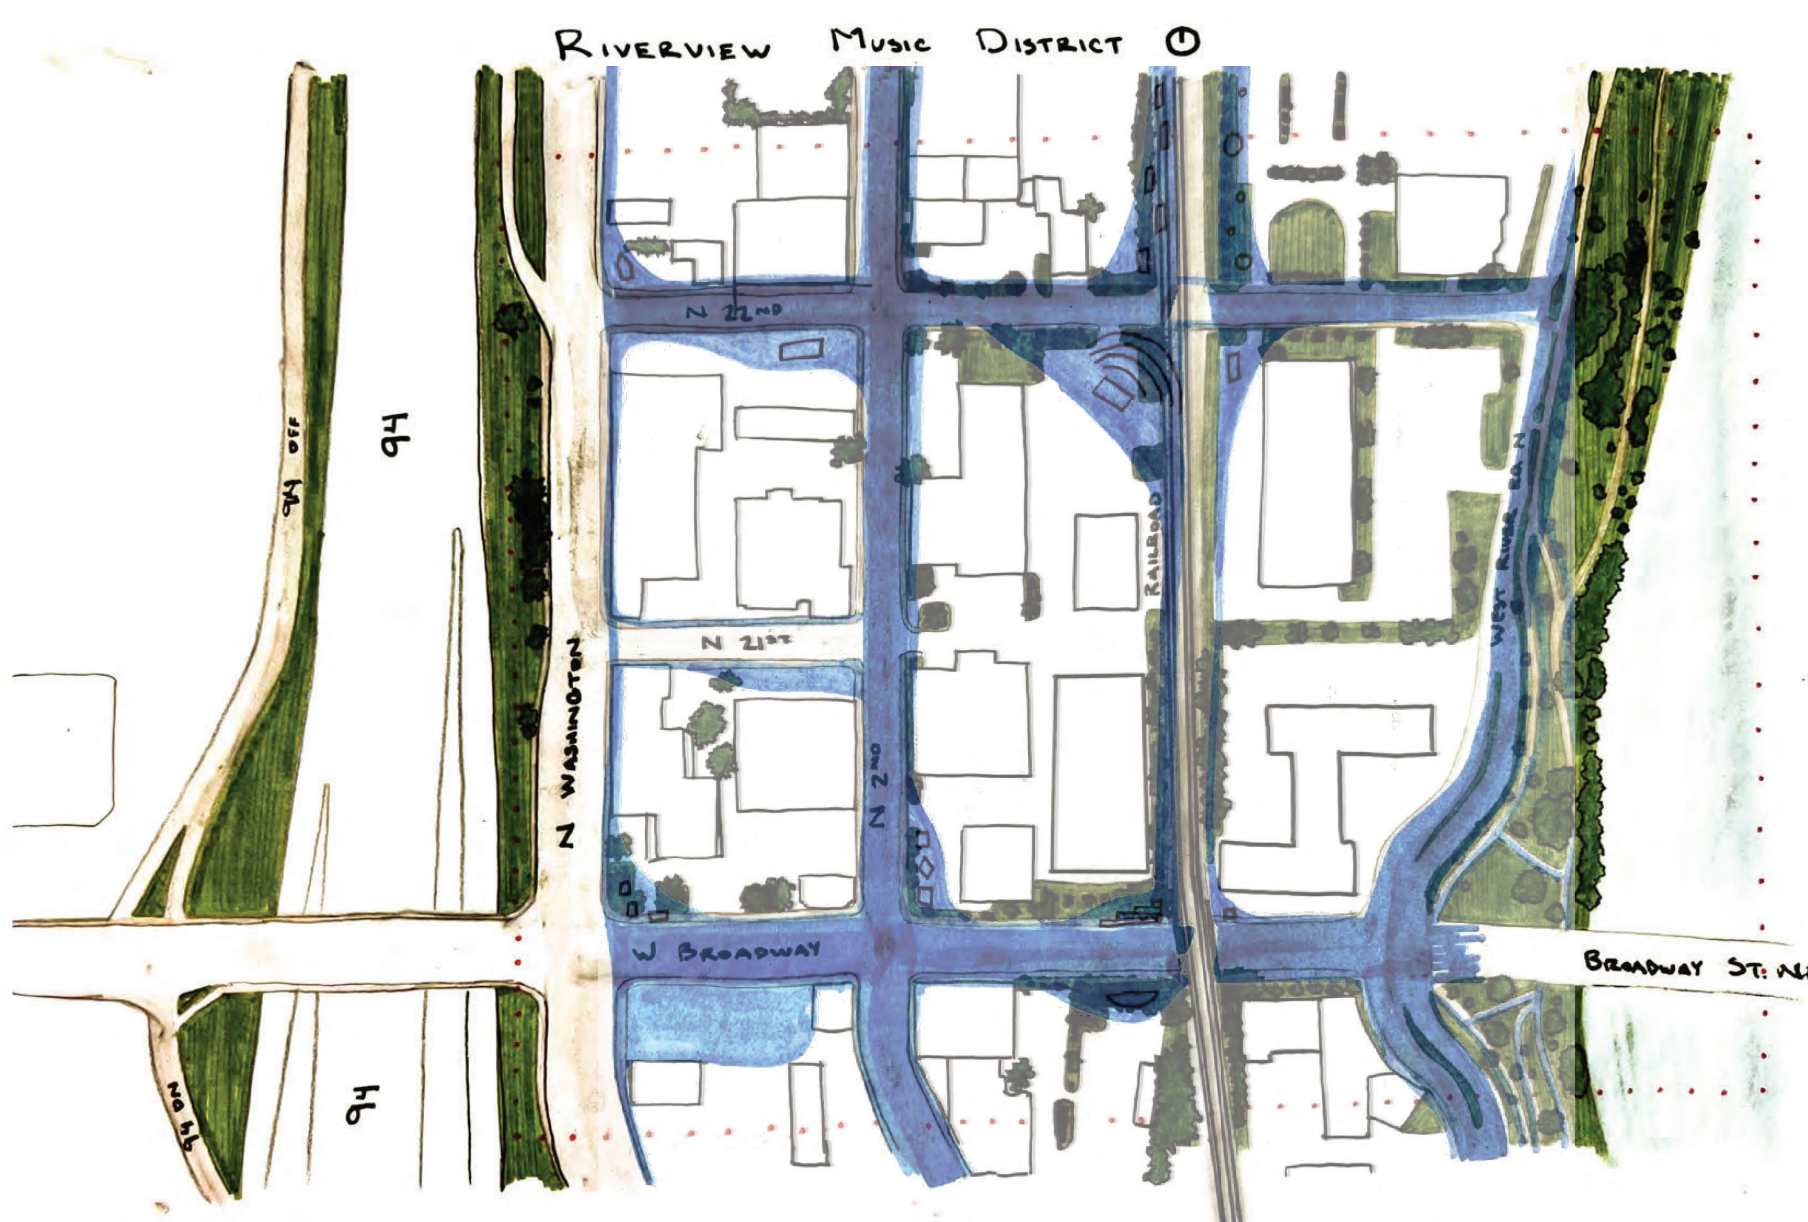 RIVERVIEW MUSIC DISTRICT
N 22ND
94
94 OFF
RAILROAD
WEST RIVER RD. N
N 21ST
N WASHINGTON
N 2ND
W BROADWAY
BROADWAY ST. NE
94 ON
94